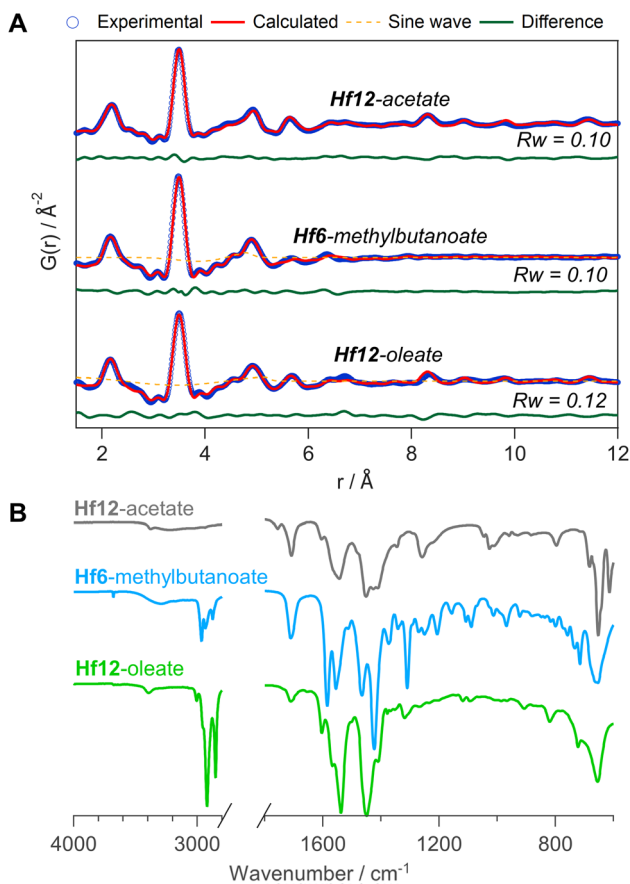 A
Experimental Calculated Sine wave Difference
Hf12-acetate
Rw = 0.10
Hf6-methylbutanoate
Rw = 0.10
Hf12-oleate
Rw = 0.12
G(r) / Å⁻²
2 4 6 8 10 12
r / Å
B
Hf12-acetate
Hf6-methylbutanoate
Hf12-oleate
4000 3000 1600 1200 800
Wavenumber / cm⁻¹